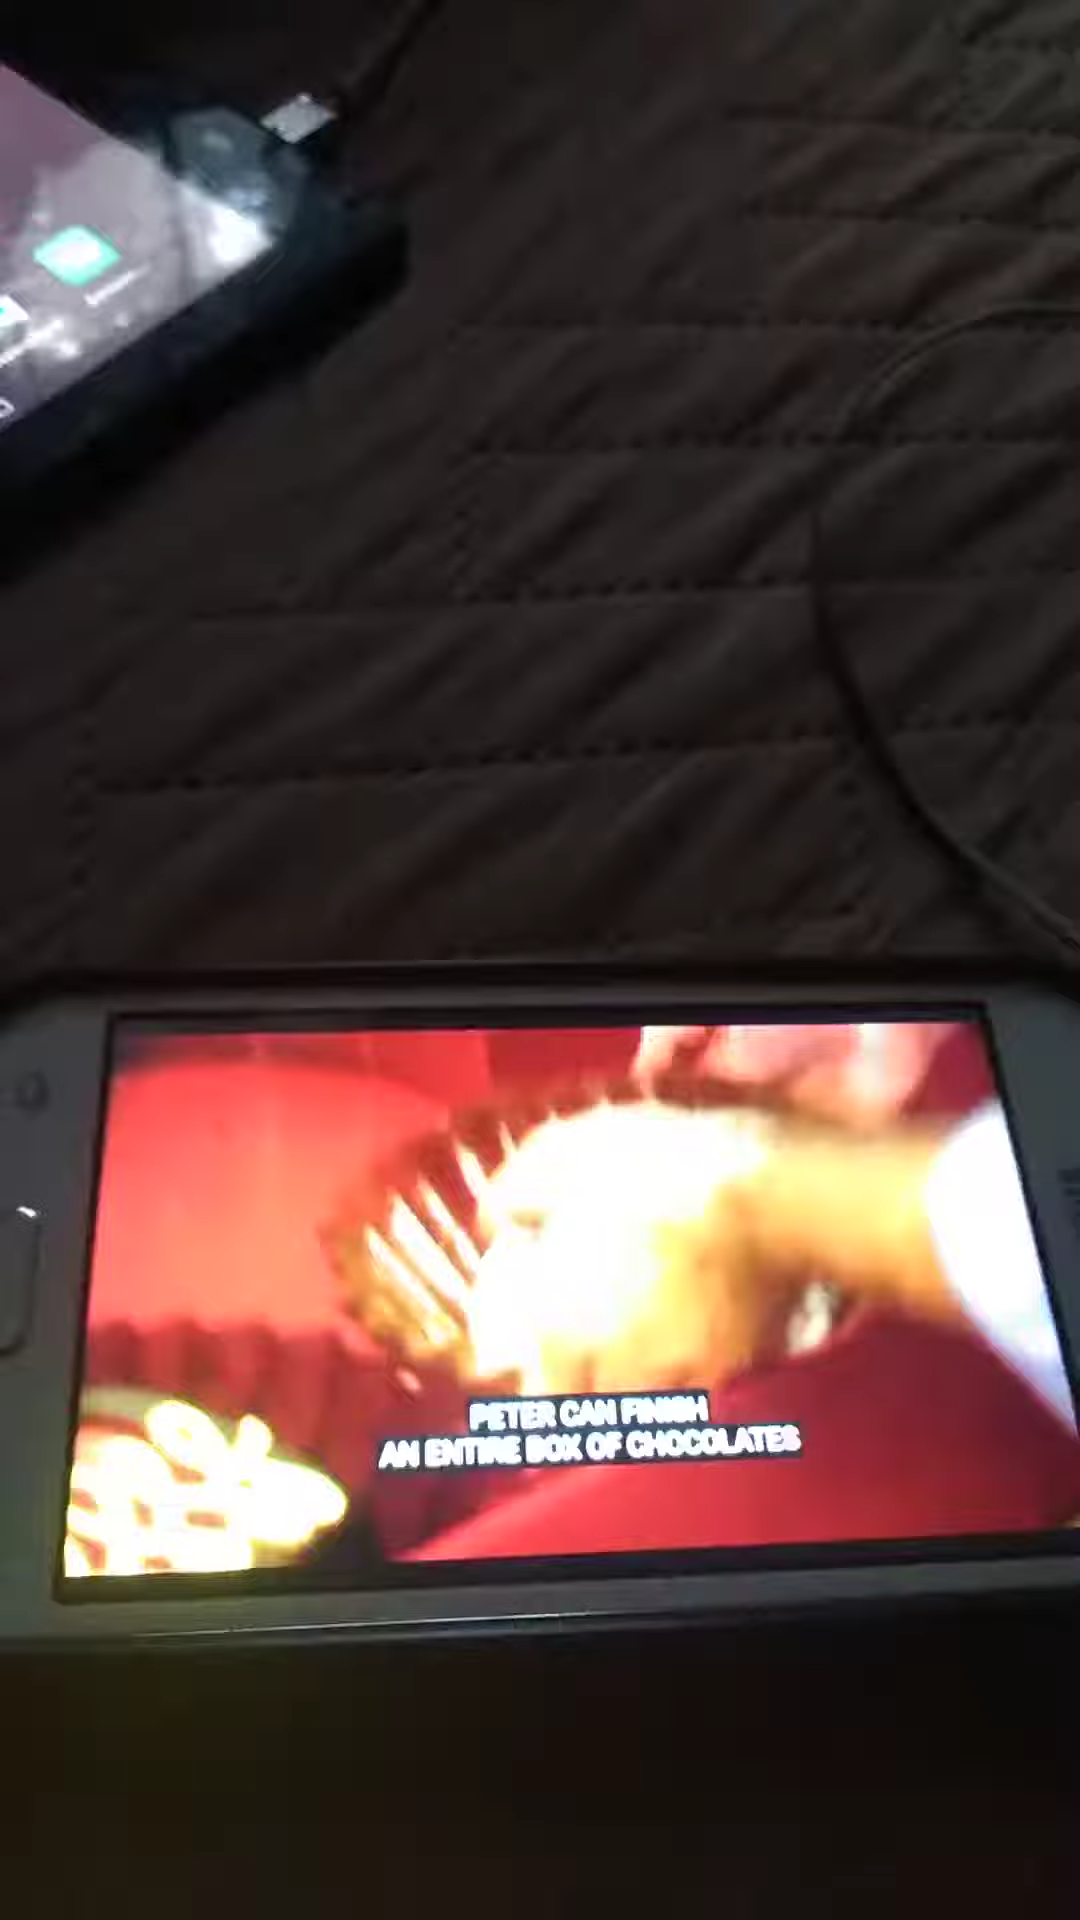 PETER CAN FINISH
AN ENTIRE BOX OF CHOCOLATES